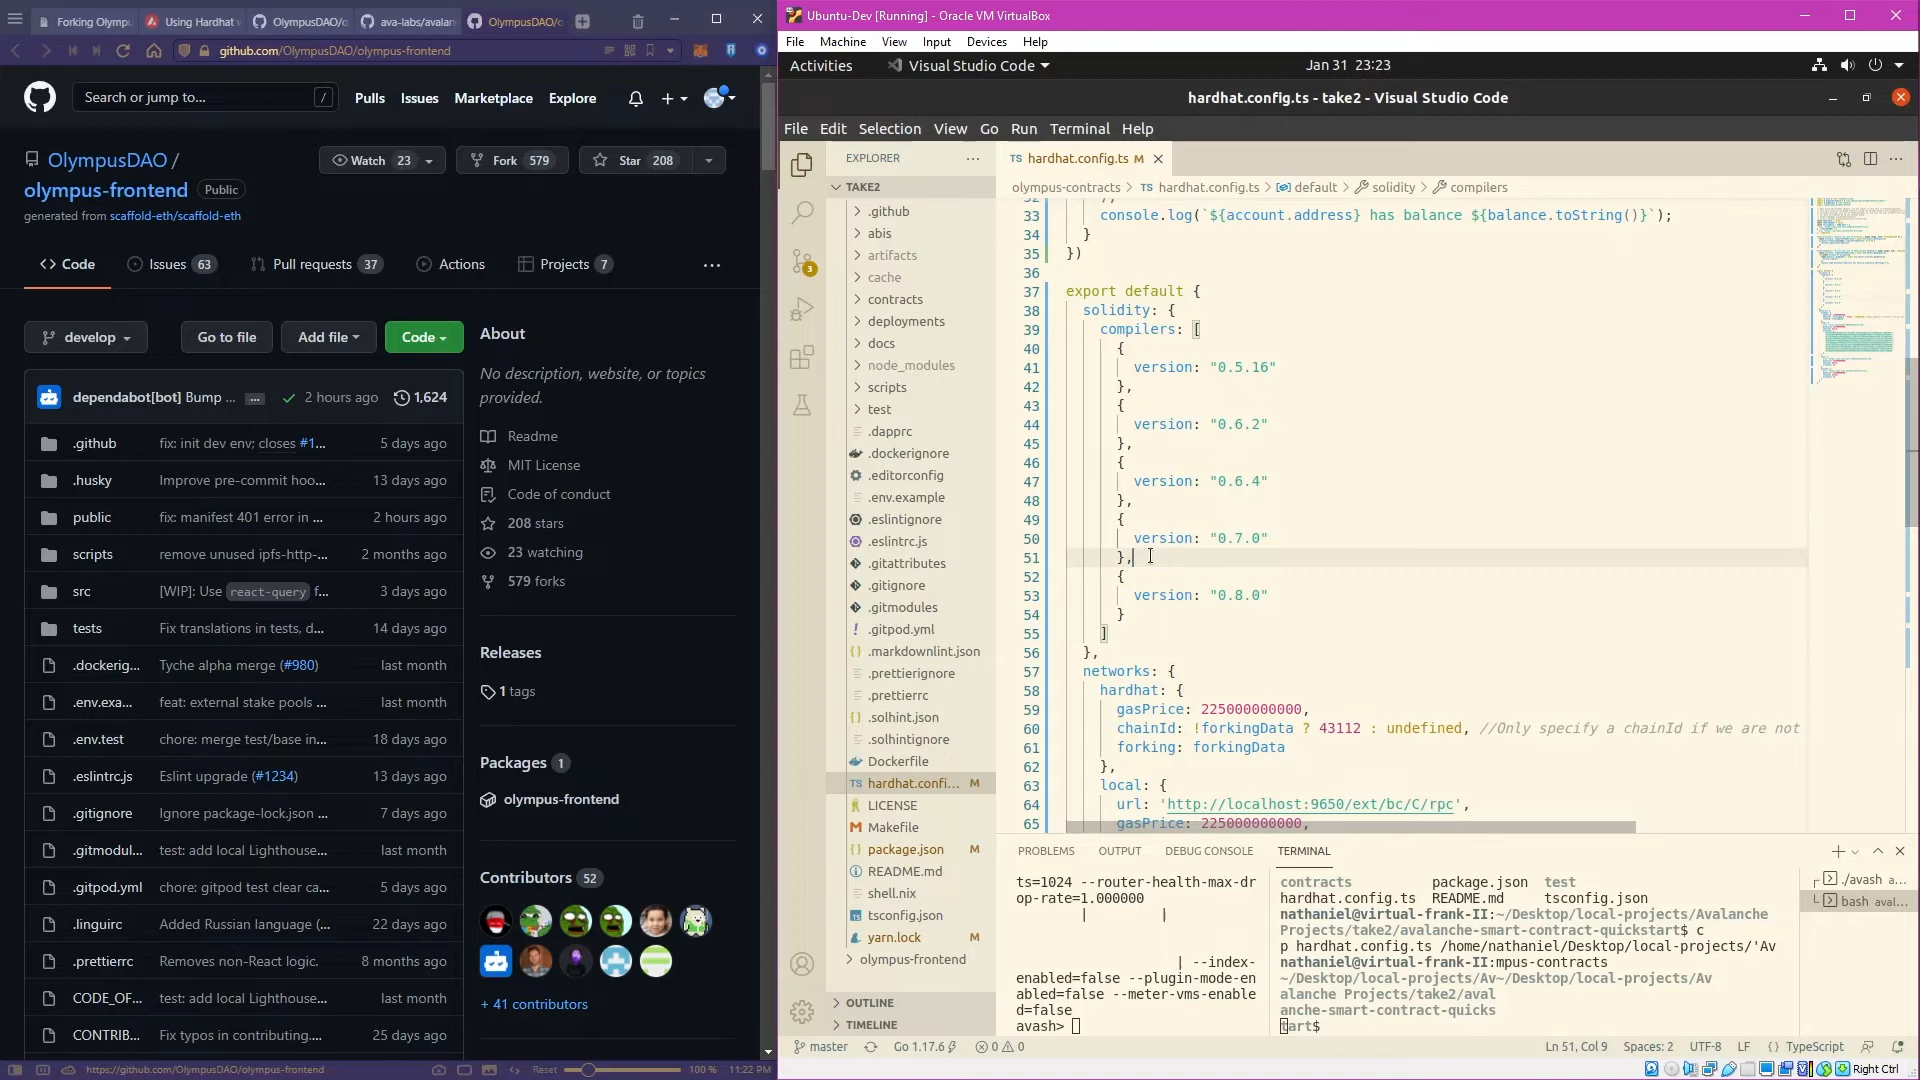 Forking Olymp
Using Hardhat
OlympusDAO/o
ava-labs/avalan
OlympusDAO/o
github.com/OlympusDAO/olympus-frontend
Search or jump to...
/
Pulls
Issues
Marketplace
Explore
OlympusDAO /
olympus-frontend
Public
generated from scaffold-eth/scaffold-eth
Watch 23
Fork 579
Star 208
Code
Issues 63
Pull requests 37
Actions
Projects 7
develop
Go to file
Add file
Code
dependabot[bot] Bump ...
2 hours ago
1,624
.github fix: init dev env; closes #1... 5 days ago
.husky Improve pre-commit hoo... 13 days ago
public fix: manifest 401 error in ... 2 hours ago
scripts remove unused ipfs-http-... 2 months ago
src [WIP]: Use react-query f... 3 days ago
tests Fix translations in tests, d... 14 days ago
.dockerig... Tyche alpha merge (#980) last month
.env.exa... feat: external stake pools ... last month
.env.test chore: merge test/base in... 18 days ago
.eslintrc.js Eslint upgrade (#1234) 13 days ago
.gitignore Ignore package-lock.json ... 7 days ago
.gitmodul... test: add local Lighthouse... last month
.gitpod.yml chore: gitpod test clear ca... 5 days ago
.linguirc Added Russian language (... 22 days ago
.prettierrc Removes non-React logic. 8 months ago
CODE_OF... test: add local Lighthouse... last month
CONTRIB... Fix typos in contributing.... 25 days ago
About
No description, website, or topics
provided.
Readme
MIT License
Code of conduct
208 stars
23 watching
579 forks
Releases
1 tags
Packages 1
olympus-frontend
Contributors 52
+ 41 contributors
https://github.com/OlympusDAO/olympus-frontend
Reset
100 %
11:22 PM
Ubuntu-Dev [Running] - Oracle VM VirtualBox
File Machine View Input Devices Help
Activities
Visual Studio Code
Jan 31 23:23
hardhat.config.ts - take2 - Visual Studio Code
File Edit Selection View Go Run Terminal Help
EXPLORER
TAKE2
.github
abis
artifacts
cache
contracts
deployments
docs
node_modules
scripts
test
.dapprc
.dockerignore
.editorconfig
.env.example
.eslintignore
.eslintrc.js
.gitattributes
.gitignore
.gitmodules
.gitpod.yml
.markdownlint.json
.prettierignore
.prettierrc
.solhint.json
.solhintignore
Dockerfile
hardhat.confi... M
LICENSE
Makefile
package.json M
README.md
shell.nix
tsconfig.json
yarn.lock M
olympus-frontend
OUTLINE
TIMELINE
3
TS hardhat.config.ts M
olympus-contracts > TS hardhat.config.ts > default > solidity > compilers
33 console.log(`${account.address} has balance ${balance.toString()}`);
34 }
35 })
36
37 export default {
38 solidity: {
39 compilers: [
40 {
41 version: "0.5.16"
42 },
43 {
44 version: "0.6.2"
45 },
46 {
47 version: "0.6.4"
48 },
49 {
50 version: "0.7.0"
51 },
52 {
53 version: "0.8.0"
54 }
55 ]
56 },
57 networks: {
58 hardhat: {
59 gasPrice: 225000000000,
60 chainId: !forkingData ? 43112 : undefined, //Only specify a chainId if we are not
61 forking: forkingData
62 },
63 local: {
64 url: 'http://localhost:9650/ext/bc/C/rpc',
65 gasPrice: 225000000000,
PROBLEMS OUTPUT DEBUG CONSOLE TERMINAL
ts=1024 --router-health-max-dr
op-rate=1.000000
| |
| --index-
enabled=false --plugin-mode-en
abled=false --meter-vms-enable
d=false
avash>
contracts package.json test
hardhat.config.ts README.md tsconfig.json
nathaniel@virtual-frank-II:~/Desktop/local-projects/Avalanche
Projects/take2/avalanche-smart-contract-quickstart$ c
p hardhat.config.ts /home/nathaniel/Desktop/local-projects/'Av
nathaniel@virtual-frank-II:mpus-contracts
~/Desktop/local-projects/Av~/Desktop/local-projects/Av
alanche Projects/take2/aval
anche-smart-contract-quicks
tart$
./avash a...
bash aval...
master
Go 1.17.6
0 0
Ln 51, Col 9
Spaces: 2
UTF-8
LF
TypeScript
Right Ctrl